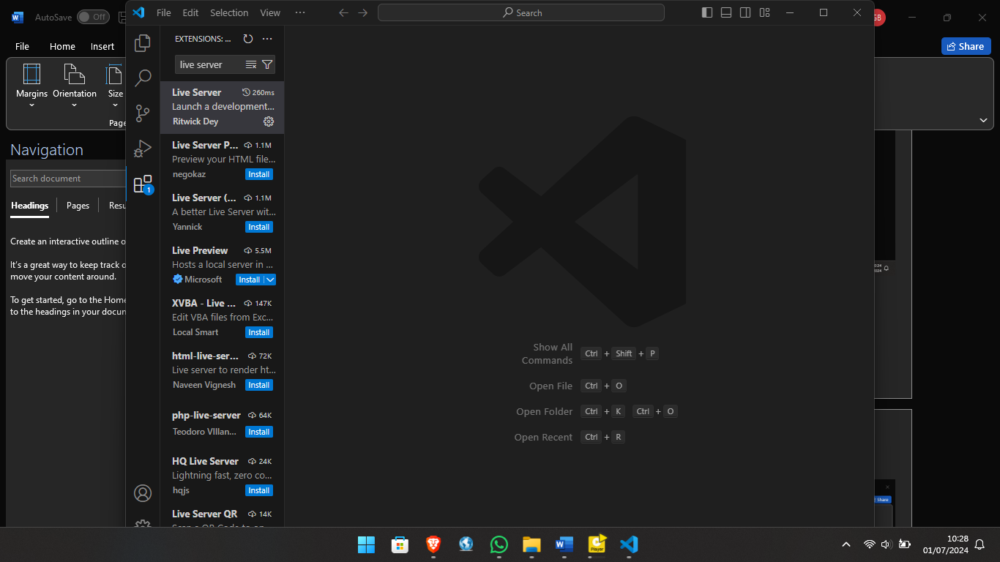 AutoSave Off
File Home Insert
Margins Orientation Size
Page
Navigation
Search document
Headings Pages Resu
Create an interactive outline o
It's a great way to keep track o
move your content around.
To get started, go to the Home
to the headings in your docum
File Edit Selection View ···
Search
EXTENSIONS: ...
live server
Live Server 260ms
Launch a development...
Ritwick Dey
Live Server P... 1.1M
Preview your HTML file...
negokaz Install
Live Server (... 1.1M
A better Live Server wit...
Yannick Install
Live Preview 5.5M
Hosts a local server in ...
Microsoft Install
XVBA - Live ... 147K
Edit VBA files from Exc...
Local Smart Install
html-live-ser... 72K
Live server to render ht...
Naveen Vignesh Install
php-live-server 64K
Teodoro VIllan... Install
HQ Live Server 24K
Lightning fast, zero co...
hqjs Install
Live Server QR 14K
1
Show All
Commands Ctrl + Shift + P
Open File Ctrl + O
Open Folder Ctrl + K Ctrl + O
Open Recent Ctrl + R
GB
Share
Share
Player
10:28
01/07/2024